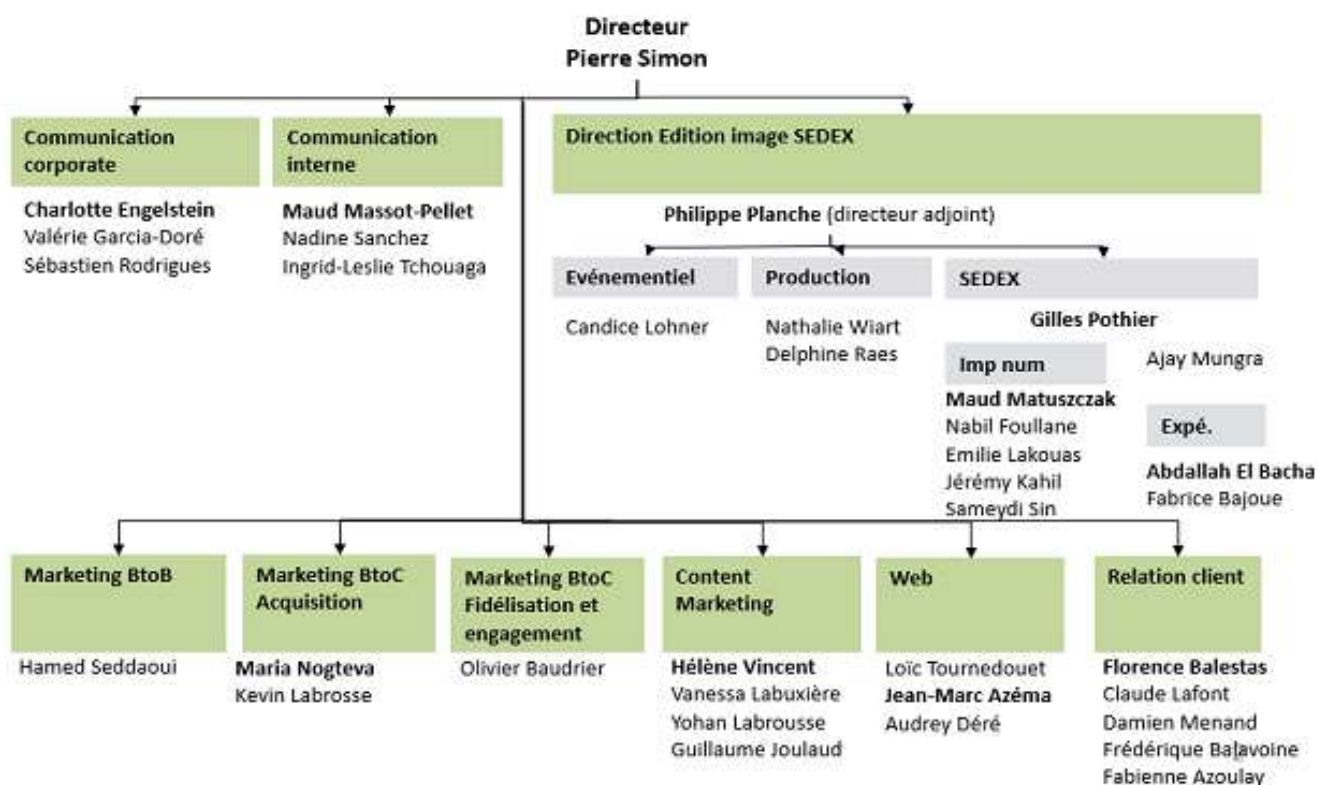 Directeur
Pierre Simon
Communication
corporate
Charlotte Engelstein
Valérie Garcia-Doré
Sébastien Rodrigues
Communication
interne
Maud Massot-Pellet
Nadine Sanchez
Ingrid-Leslie Tchouaga
Direction Edition image SEDEX
Philippe Planche (directeur adjoint)
Evénementiel
Candice Lohner
Production
Nathalie Wiart
Delphine Raes
SEDEX
Gilles Pothier
Imp num
Maud Matuszczak
Nabil Foullane
Emilie Lakouas
Jérémy Kahil
Sameydi Sin
Ajay Mungra
Expé.
Abdallah El Bacha
Fabrice Bajoue
Marketing BtoB
Hamed Seddaoui
Marketing BtoC
Acquisition
Maria Nogteva
Kevin Labrosse
Marketing BtoC
Fidélisation et
engagement
Olivier Baudrier
Content
Marketing
Hélène Vincent
Vanessa Labuxière
Yohan Labrousse
Guillaume Joulaud
Web
Loïc Tournedouet
Jean-Marc Azéma
Audrey Déré
Relation client
Florence Balestas
Claude Lafont
Damien Menand
Frédérique Balavoine
Fabienne Azoulay